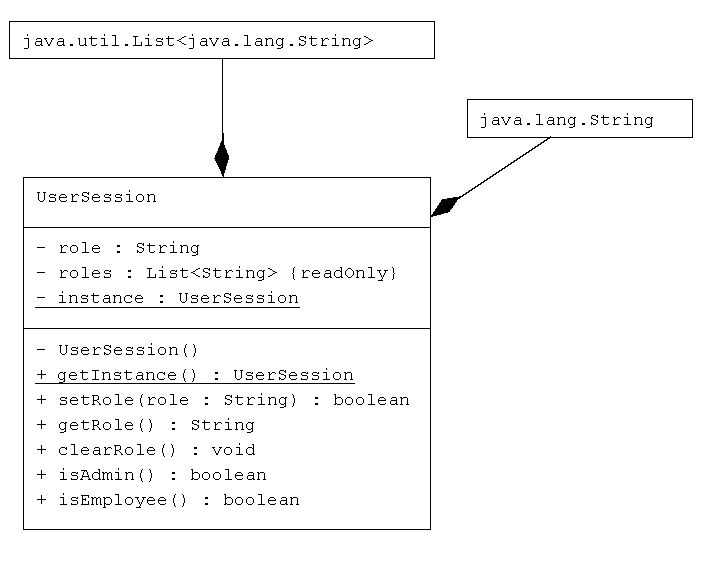 java.util.List<java.lang.String>
java.lang.String
UserSession
- role : String
- roles : List<String> {readOnly}
- instance : UserSession
- UserSession()
+ getInstance() : UserSession
+ setRole(role : String) : boolean
+ getRole() : String
+ clearRole() : void
+ isAdmin() : boolean
+ isEmployee() : boolean